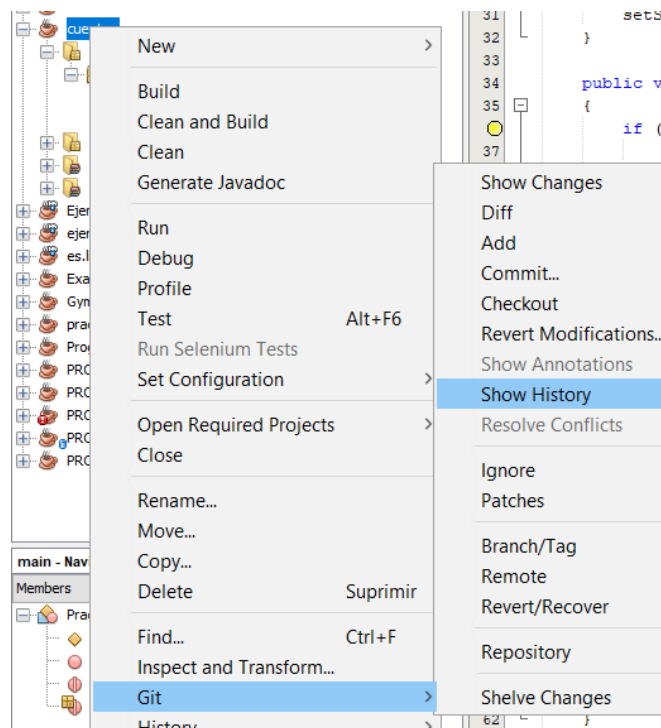 cue
New
Build
Clean and Build
Clean
Generate Javadoc
Run
Debug
Profile
Test Alt+F6
Run Selenium Tests
Set Configuration
Open Required Projects
Close
Rename...
Move...
Copy...
Delete Suprimir
Find... Ctrl+F
Inspect and Transform...
Git
History
Show Changes
Diff
Add
Commit...
Checkout
Revert Modifications...
Show Annotations
Show History
Resolve Conflicts
Ignore
Patches
Branch/Tag
Remote
Revert/Recover
Repository
Shelve Changes
Ejer
ejer
es.l
Exa
Gym
prac
Prog
PRO
PRO
PRO
PRO
PRO
main - Navi
Members
Prac
31 setS
32 }
33
34 public v
35 {
if (
37
62 }